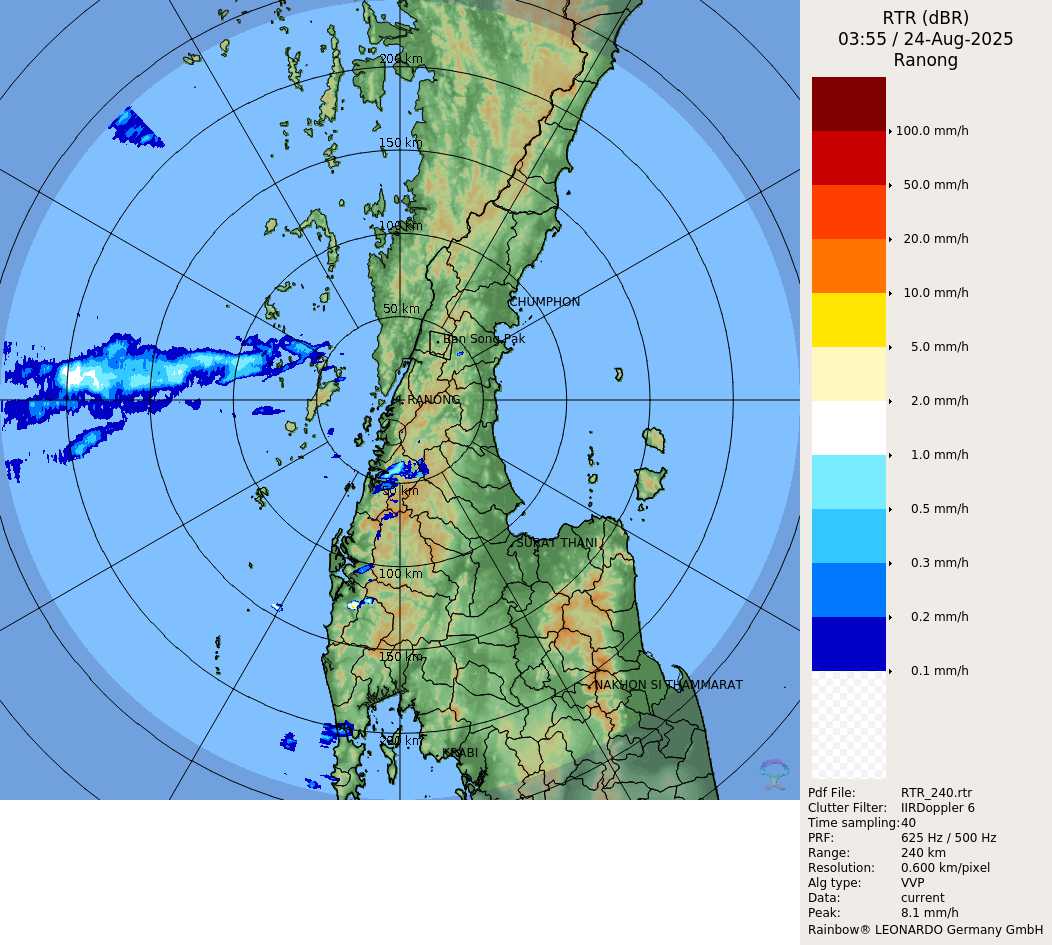 RTR (dBR)
03:55 / 24-Aug-2025
Ranong
200 km
150 km
100 km
50 km
CHUMPHON
Ban Song Pak
RANONG
50 km
SURAT THANI
100 km
150 km
NAKHON SI THAMMARAT
200 km
KRABI
100.0 mm/h
50.0 mm/h
20.0 mm/h
10.0 mm/h
5.0 mm/h
2.0 mm/h
1.0 mm/h
0.5 mm/h
0.3 mm/h
0.2 mm/h
0.1 mm/h
Pdf File: RTR_240.rtr
Clutter Filter: IIRDoppler 6
Time sampling:40
PRF: 625 Hz / 500 Hz
Range: 240 km
Resolution: 0.600 km/pixel
Alg type: VVP
Data: current
Peak: 8.1 mm/h
Rainbow® LEONARDO Germany GmbH